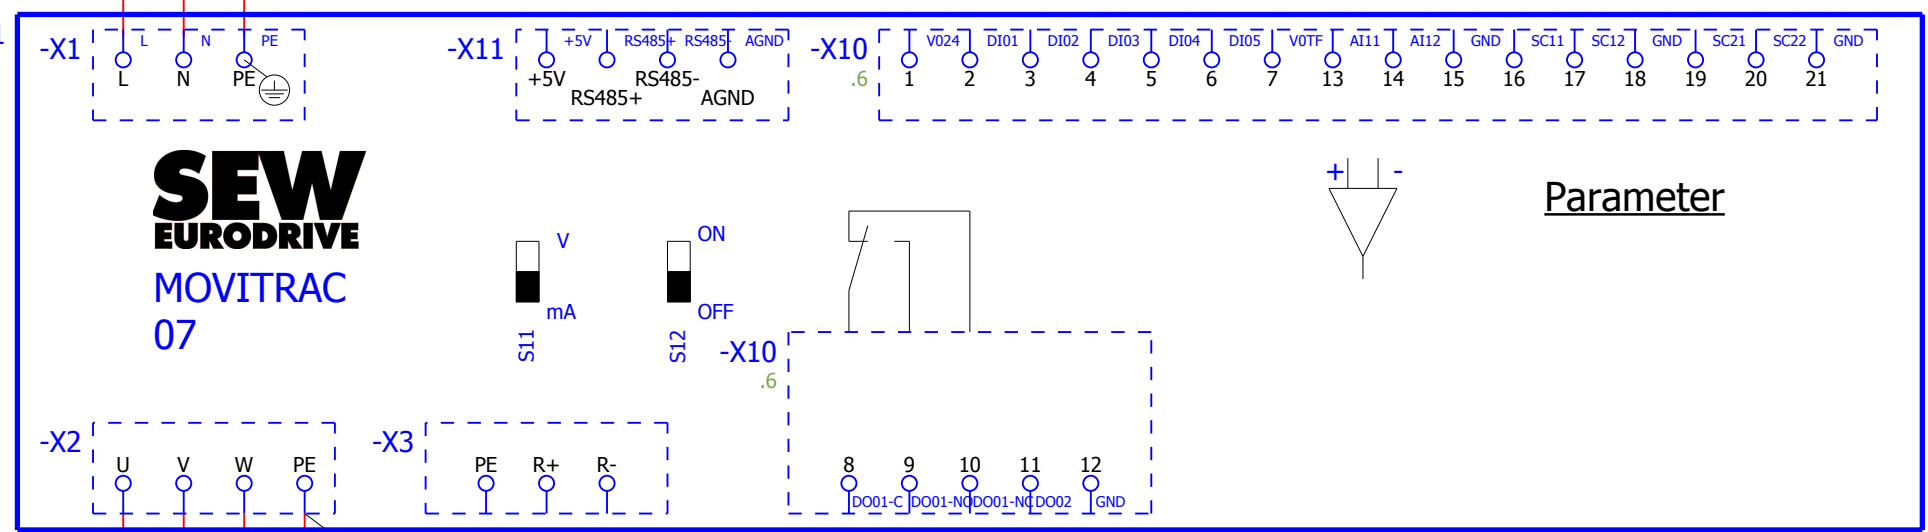 -X1
L N PE
L N PE
-X11
+5V RS485+ RS485- AGND
+5V RS485-
RS485+ AGND
-X10
.6
V024 DI01 DI02 DI03 DI04 DI05 V0TF AI11 AI12 GND SC11 SC12 GND SC21 SC22 GND
1 2 3 4 5 6 7 13 14 15 16 17 18 19 20 21
SEW
EURODRIVE
MOVITRAC
07
V
mA
S11
ON
OFF
S12
+ -
Parameter
-X10
.6
-X2
U V W PE
-X3
PE R+ R-
8 9 10 11 12
DO01-C DO01-NO DO01-NC DO02 GND